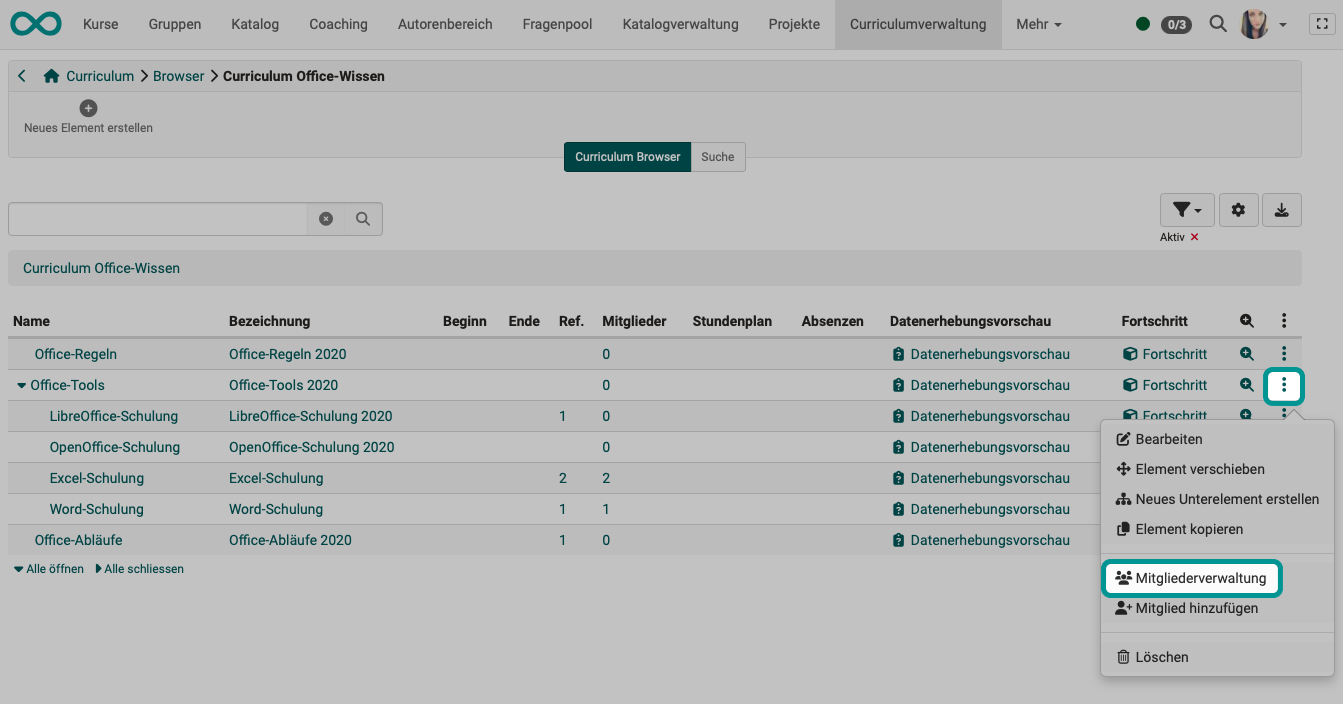 Kurse Gruppen Katalog Coaching Autorenbereich Fragenpool Katalogverwaltung Projekte Curriculumverwaltung Mehr 0/3
Curriculum Browser Curriculum Office-Wissen
Neues Element erstellen
Curriculum Browser Suche
Aktiv
Curriculum Office-Wissen
Name Bezeichnung Beginn Ende Ref. Mitglieder Stundenplan Absenzen Datenerhebungsvorschau Fortschritt
Office-Regeln Office-Regeln 2020 0 Datenerhebungsvorschau Fortschritt
Office-Tools Office-Tools 2020 0 Datenerhebungsvorschau Fortschritt
LibreOffice-Schulung LibreOffice-Schulung 2020 1 0 Datenerhebungsvorschau Fortschritt
OpenOffice-Schulung OpenOffice-Schulung 2020 0 Datenerhebungsvorschau
Excel-Schulung Excel-Schulung 2 2 Datenerhebungsvorschau
Word-Schulung Word-Schulung 1 1 Datenerhebungsvorschau
Office-Abläufe Office-Abläufe 2020 1 0 Datenerhebungsvorschau
Alle öffnen Alle schliessen
Bearbeiten
Element verschieben
Neues Unterelement erstellen
Element kopieren
Mitgliederverwaltung
Mitglied hinzufügen
Löschen